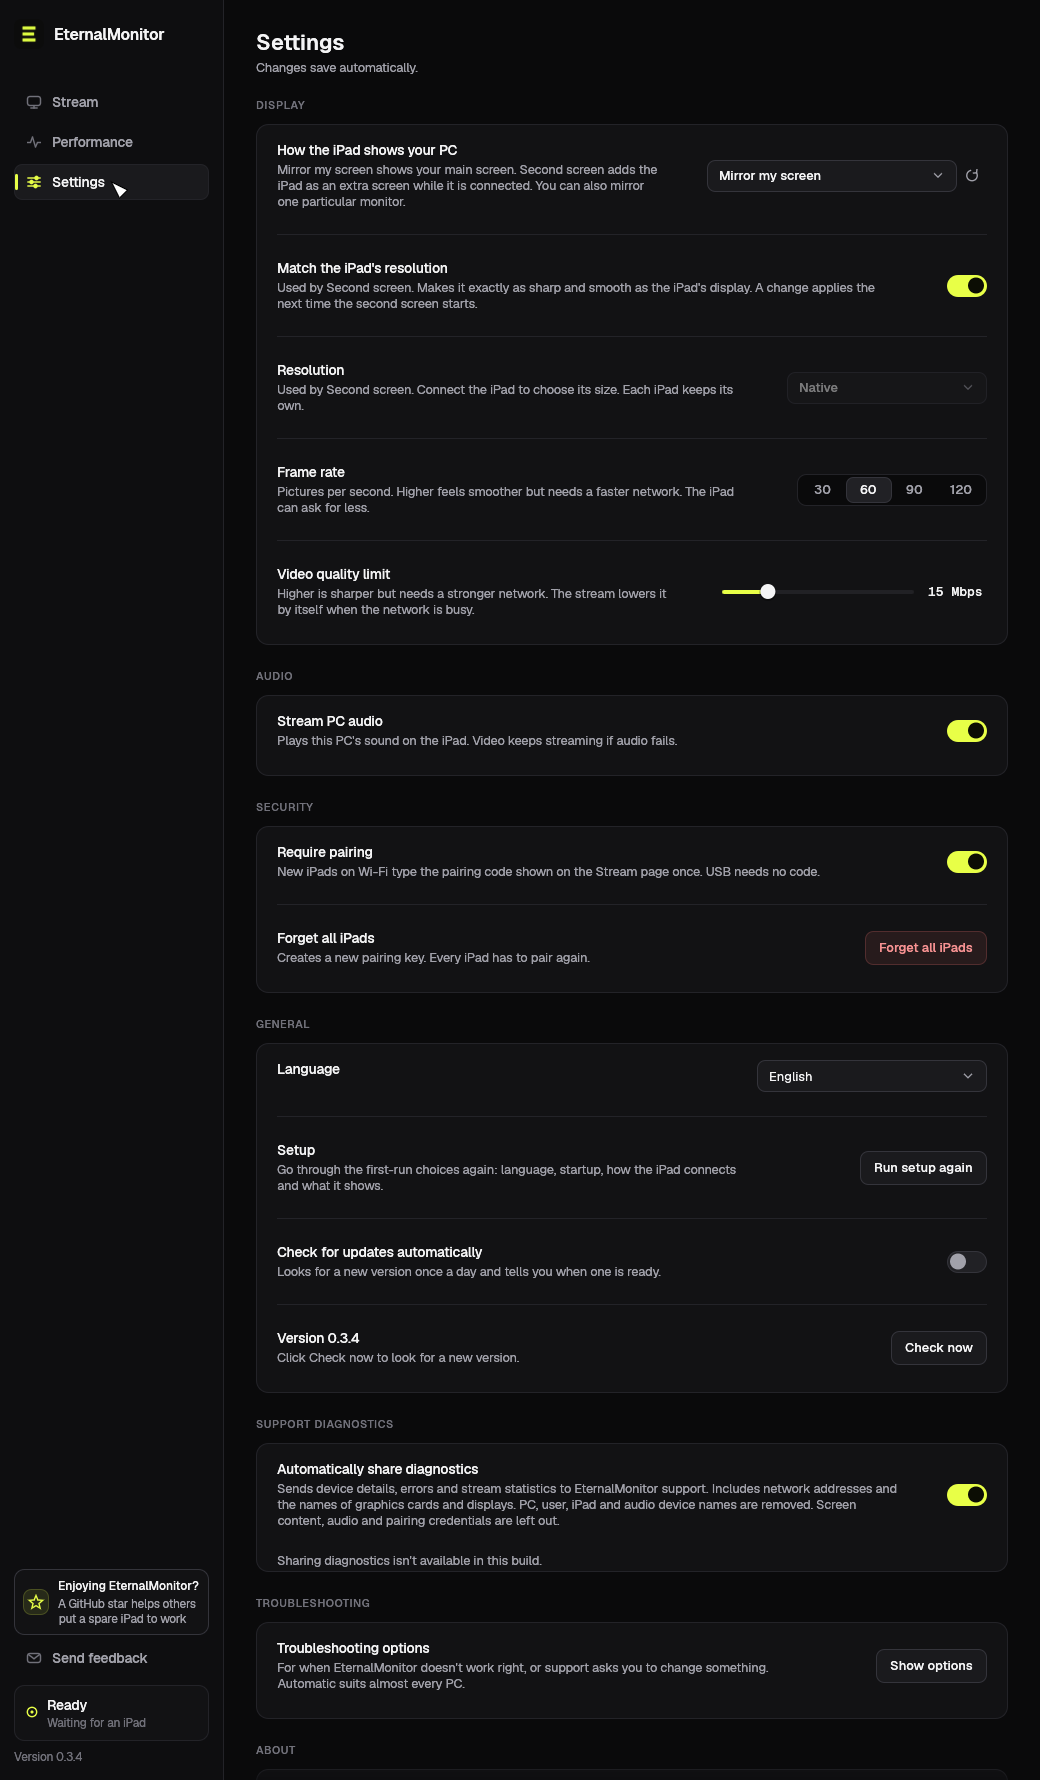 EternalMonitor
Stream
Performance
Settings
Enjoying EternalMonitor?
A GitHub star helps others
put a spare iPad to work
Send feedback
Ready
Waiting for an iPad
Version 0.3.4
Settings
Changes save automatically.
DISPLAY
How the iPad shows your PC
Mirror my screen shows your main screen. Second screen adds the
iPad as an extra screen while it is connected. You can also mirror
one particular monitor.
Mirror my screen
Match the iPad's resolution
Used by Second screen. Makes it exactly as sharp and smooth as the iPad's display. A change applies the
next time the second screen starts.
Resolution
Used by Second screen. Connect the iPad to choose its size. Each iPad keeps its
own.
Native
Frame rate
Pictures per second. Higher feels smoother but needs a faster network. The iPad
can ask for less.
30 60 90 120
Video quality limit
Higher is sharper but needs a stronger network. The stream lowers it
by itself when the network is busy.
15 Mbps
AUDIO
Stream PC audio
Plays this PC's sound on the iPad. Video keeps streaming if audio fails.
SECURITY
Require pairing
New iPads on Wi-Fi type the pairing code shown on the Stream page once. USB needs no code.
Forget all iPads
Creates a new pairing key. Every iPad has to pair again.
Forget all iPads
GENERAL
Language
English
Setup
Go through the first-run choices again: language, startup, how the iPad connects
and what it shows.
Run setup again
Check for updates automatically
Looks for a new version once a day and tells you when one is ready.
Version 0.3.4
Click Check now to look for a new version.
Check now
SUPPORT DIAGNOSTICS
Automatically share diagnostics
Sends device details, errors and stream statistics to EternalMonitor support. Includes network addresses and
the names of graphics cards and displays. PC, user, iPad and audio device names are removed. Screen
content, audio and pairing credentials are left out.
Sharing diagnostics isn't available in this build.
TROUBLESHOOTING
Troubleshooting options
For when EternalMonitor doesn't work right, or support asks you to change something.
Automatic suits almost every PC.
Show options
ABOUT